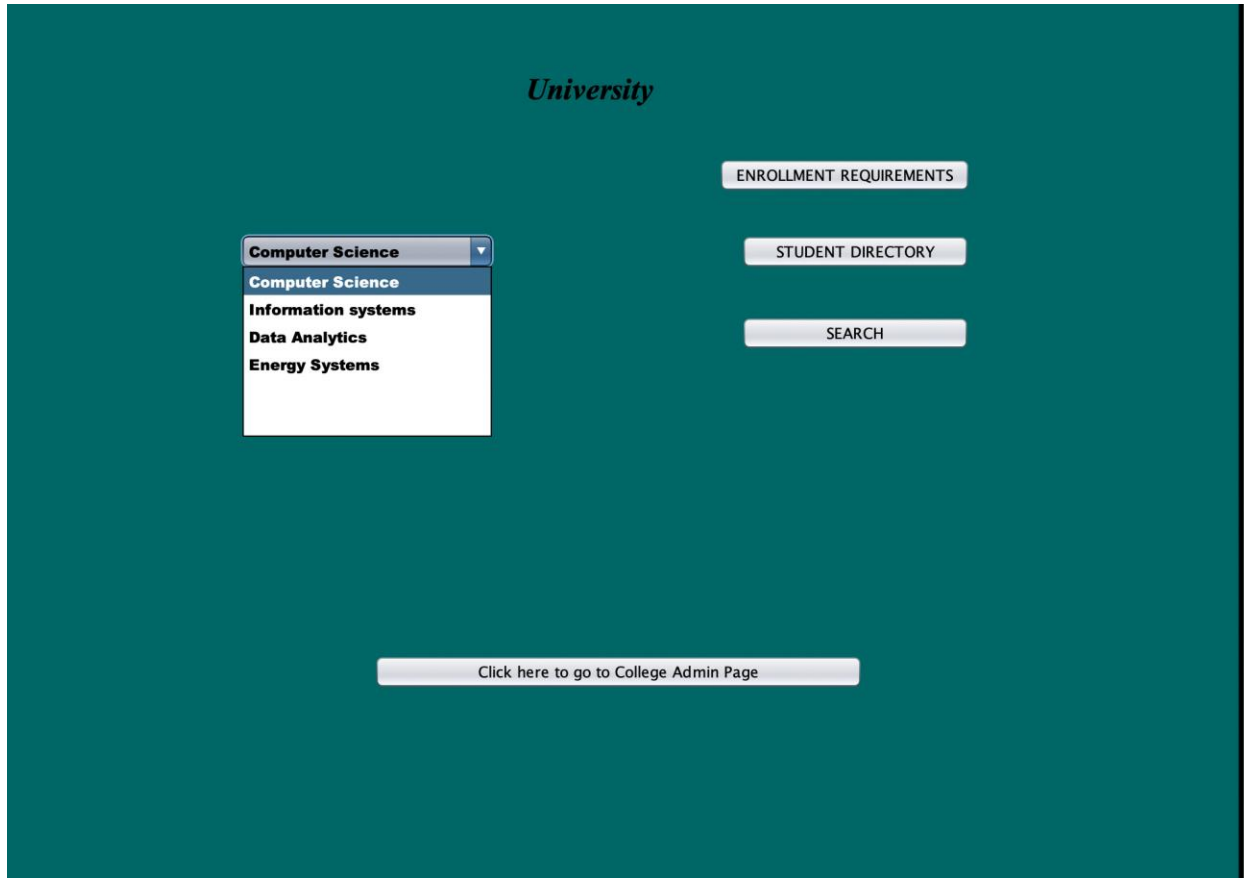 University
ENROLLMENT REQUIREMENTS
Computer Science
STUDENT DIRECTORY
Computer Science
Information systems
Data Analytics
SEARCH
Energy Systems
Click here to go to College Admin Page